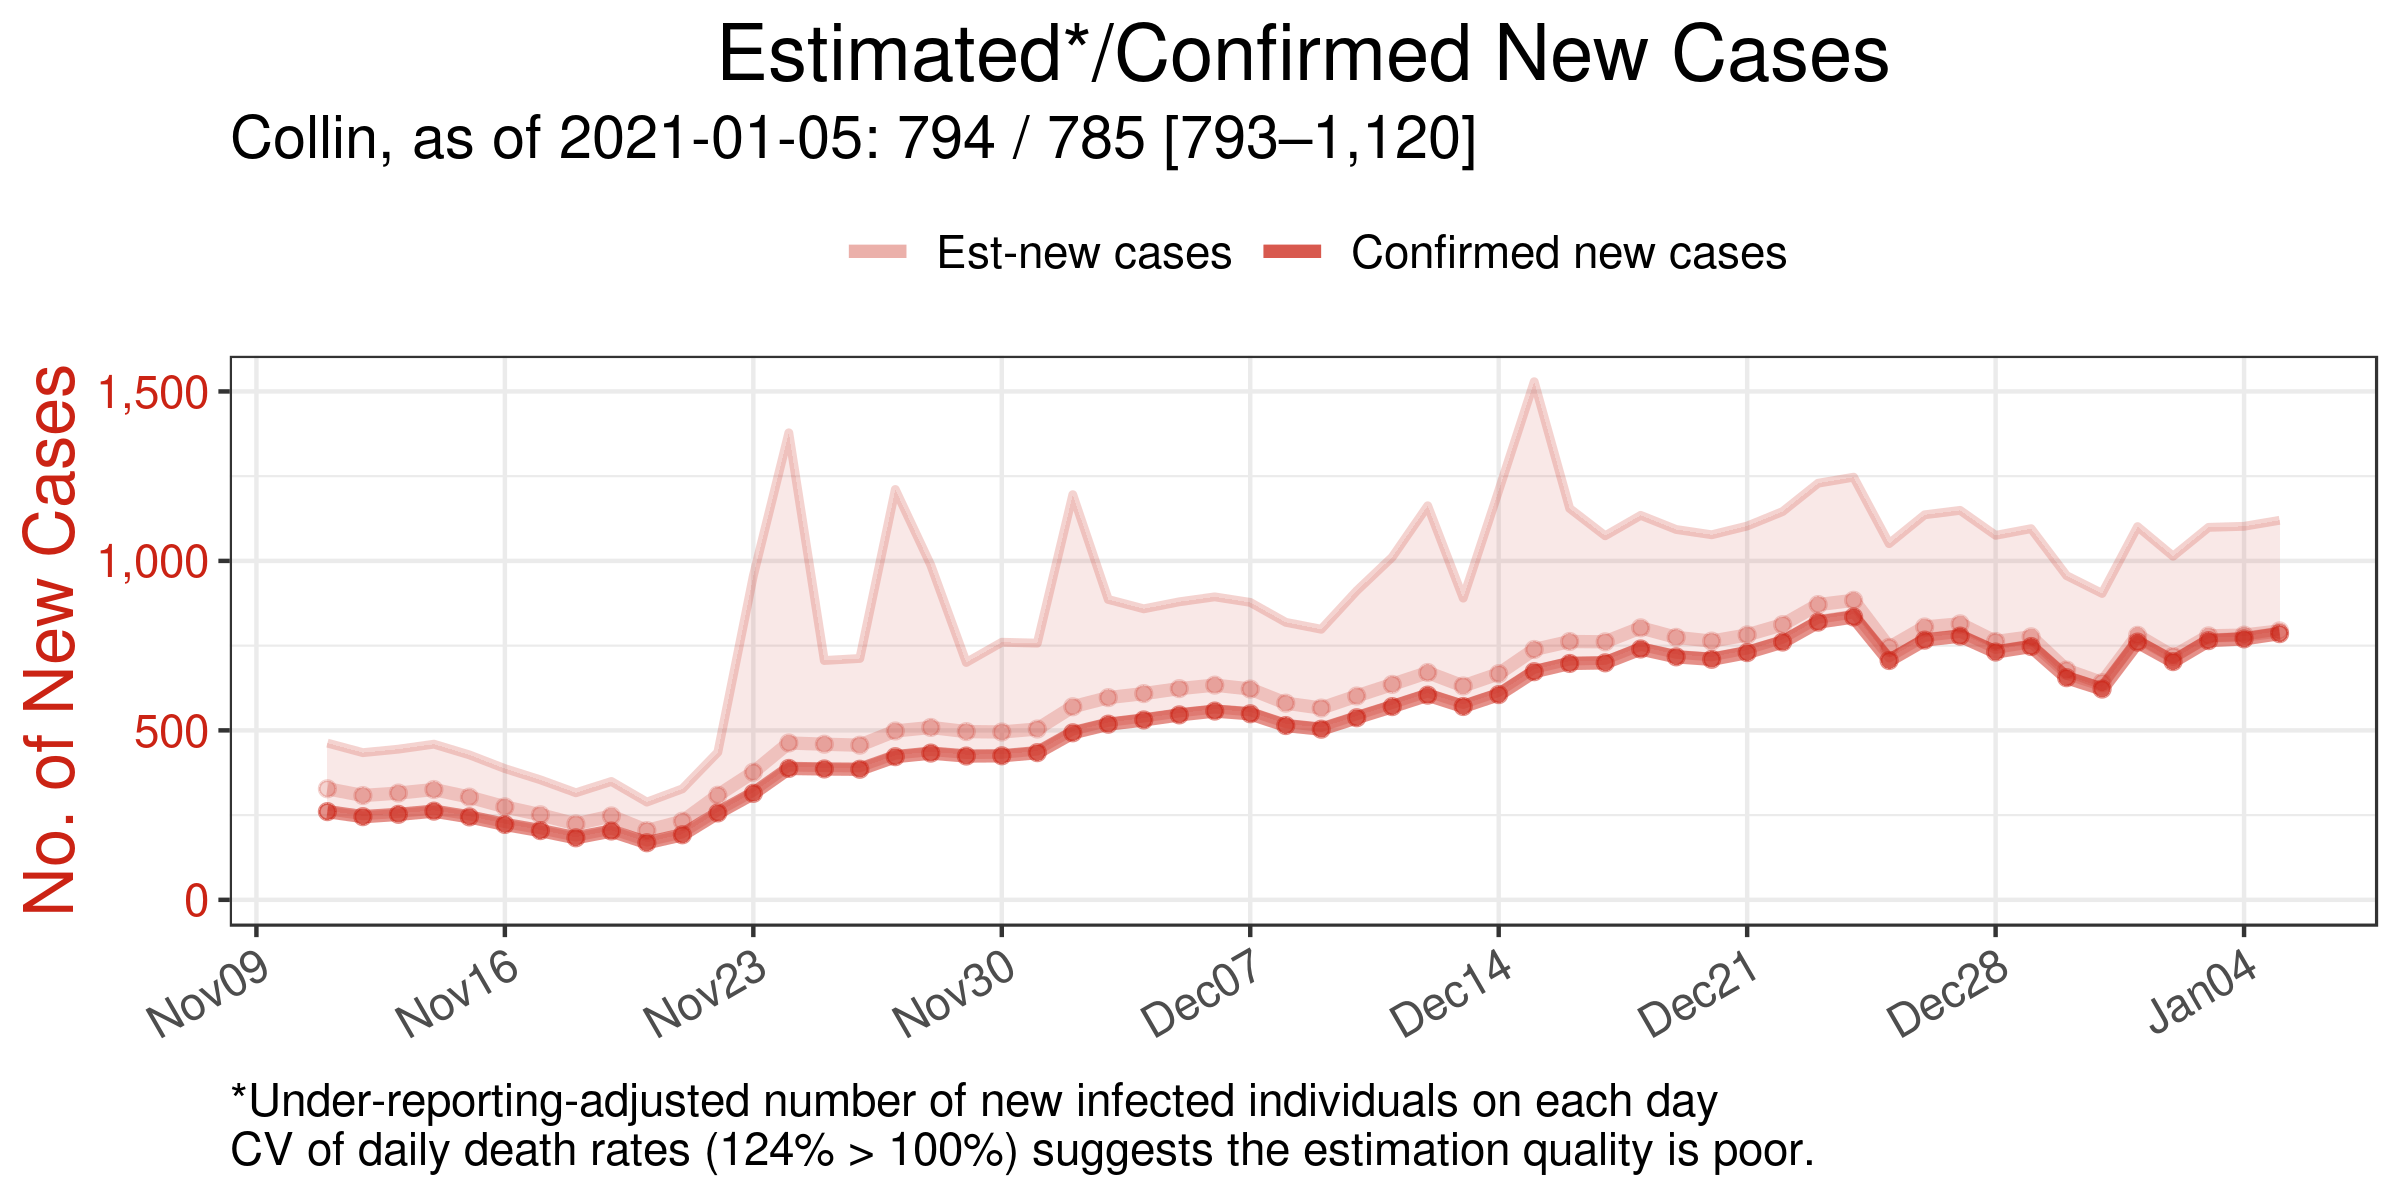 Estimated*/Confirmed New Cases
Collin, as of 2021-01-05: 794 / 785 [793–1,120]
Est-new cases
Confirmed new cases
No. of New Cases
1,500
1,000
500
0
Nov09
Nov16
Nov23
Nov30
Dec07
Dec14
Dec21
Dec28
Jan04
*Under-reporting-adjusted number of new infected individuals on each day
CV of daily death rates (124% > 100%) suggests the estimation quality is poor.